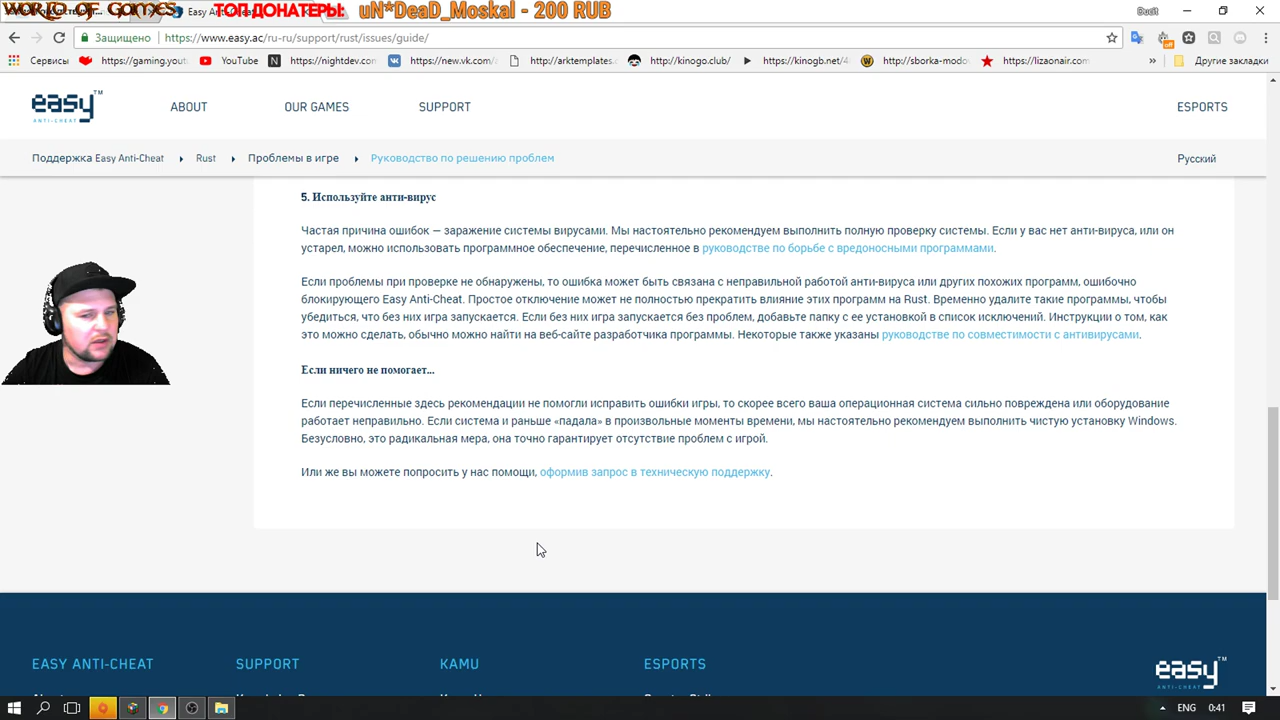 WORLD OF GAMES
Easy Anti-Cheat
ТОП ДОНАТЕРЫ:
uN*DeaD_Moskal - 200 RUB
Ducit
Защищено
https://www.easy.ac/ru-ru/support/rust/issues/guide/
Сервисы
https://gaming.yout
YouTube
https://nightdev.com
https://new.vk.com/a
http://arktemplates.c
http://kinogo.club/
https://kinogb.net/4
http://sborka-modov
https://lizaonair.com
»
Другие закладки
easy™
ANTI-CHEAT
ABOUT
OUR GAMES
SUPPORT
ESPORTS
Поддержка Easy Anti-Cheat
Rust
Проблемы в игре
Руководство по решению проблем
Русский
5. Используйте анти-вирус
Частая причина ошибок — заражение системы вирусами. Мы настоятельно рекомендуем выполнить полную проверку системы. Если у вас нет анти-вируса, или он
устарел, можно использовать программное обеспечение, перечисленное в руководстве по борьбе с вредоносными программами.
Если проблемы при проверке не обнаружены, то ошибка может быть связана с неправильной работой анти-вируса или других похожих программ, ошибочно
блокирующего Easy Anti-Cheat. Простое отключение может не полностью прекратить влияние этих программ на Rust. Временно удалите такие программы, чтобы
убедиться, что без них игра запускается. Если без них игра запускается без проблем, добавьте папку с ее установкой в список исключений. Инструкции о том, как
это можно сделать, обычно можно найти на веб-сайте разработчика программы. Некоторые также указаны руководстве по совместимости с антивирусами.
Если ничего не помогает...
Если перечисленные здесь рекомендации не помогли исправить ошибки игры, то скорее всего ваша операционная система сильно повреждена или оборудование
работает неправильно. Если система и раньше «падала» в произвольные моменты времени, мы настоятельно рекомендуем выполнить чистую установку Windows.
Безусловно, это радикальная мера, она точно гарантирует отсутствие проблем с игрой.
Или же вы можете попросить у нас помощи, оформив запрос в техническую поддержку.
EASY ANTI-CHEAT
SUPPORT
KAMU
ESPORTS
easy™
ANTI-CHEAT
ENG
0:41